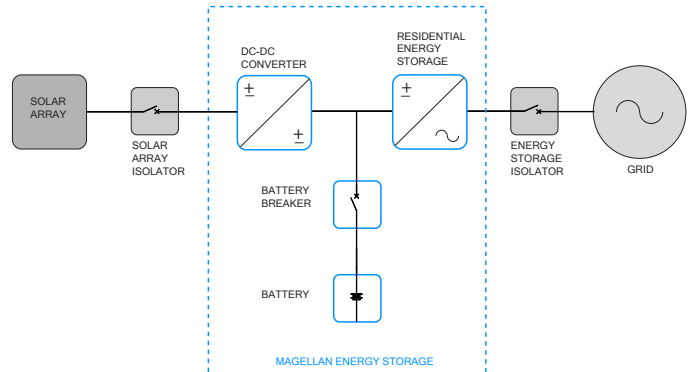 SOLAR
ARRAY
SOLAR
ARRAY
ISOLATOR
DC-DC
CONVERTER
RESIDENTIAL
ENERGY
STORAGE
ENERGY
STORAGE
ISOLATOR
GRID
BATTERY
BREAKER
BATTERY
MAGELLAN ENERGY STORAGE